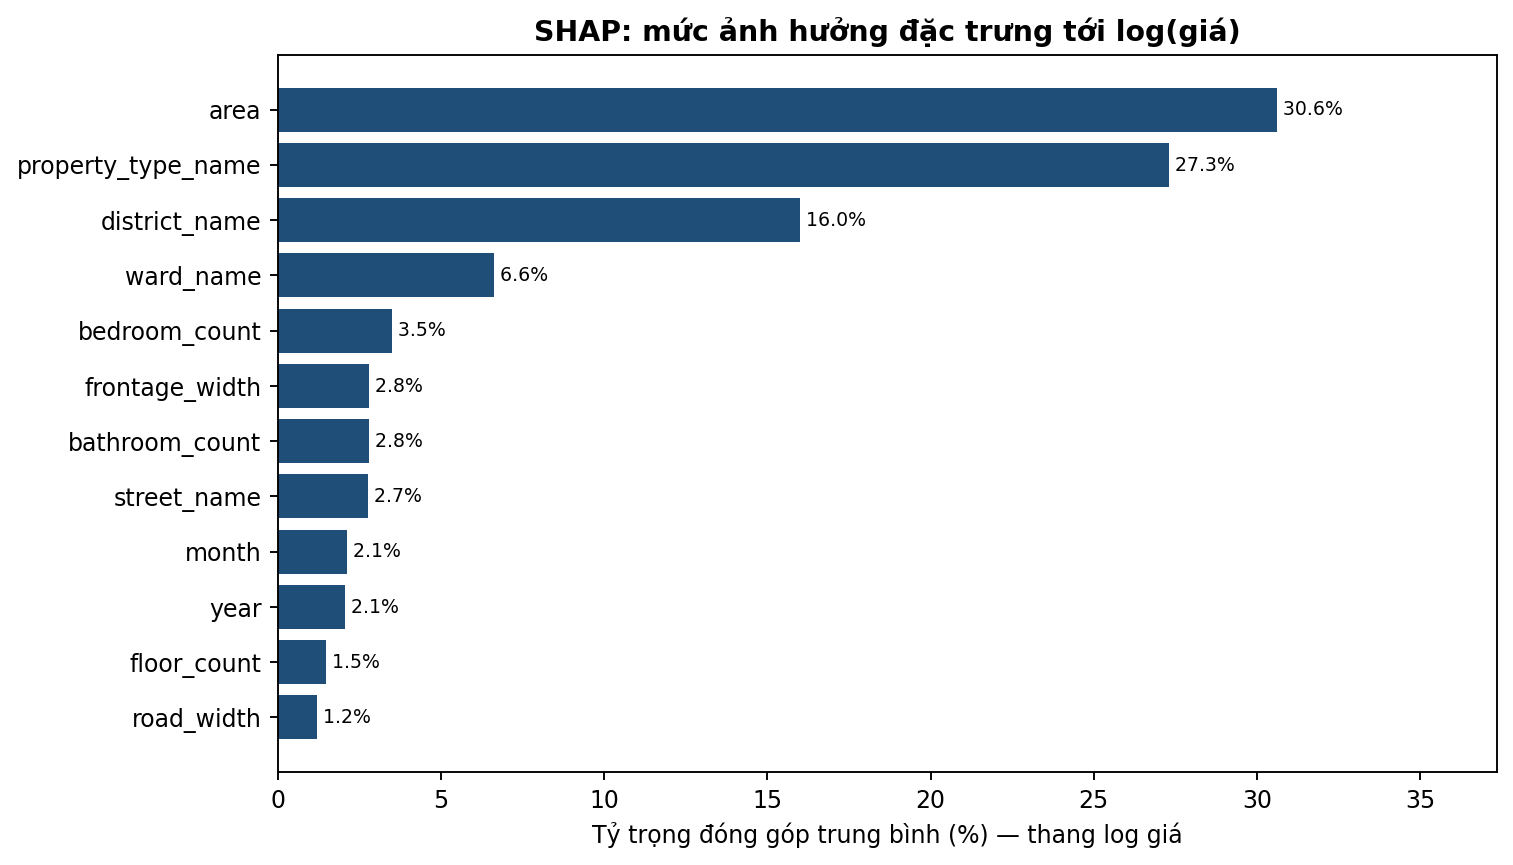 SHAP: mức ảnh hưởng đặc trưng tới log(giá)
area 30.6%
property_type_name 27.3%
district_name 16.0%
ward_name 6.6%
bedroom_count 3.5%
frontage_width 2.8%
bathroom_count 2.8%
street_name 2.7%
month 2.1%
year 2.1%
floor_count 1.5%
road_width 1.2%
0 5 10 15 20 25 30 35
Tỷ trọng đóng góp trung bình (%) — thang log giá